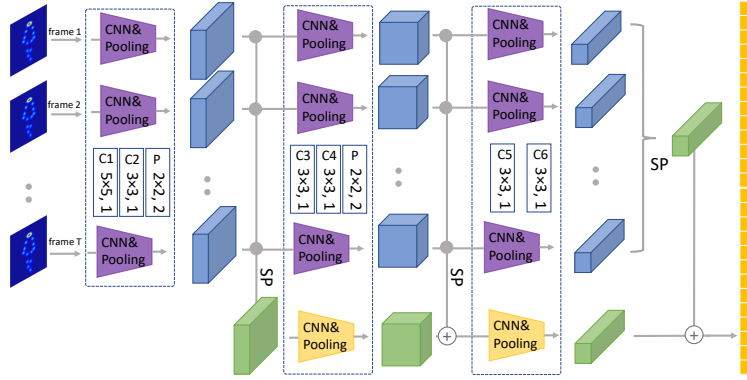 frame 1
CNN&
Pooling
CNN&
Pooling
CNN&
Pooling
frame 2
CNN&
Pooling
CNN&
Pooling
CNN&
Pooling
C1
5×5, 1
C2
3×3, 1
P
2×2, 2
C3
3×3, 1
C4
3×3, 1
P
2×2, 2
C5
3×3, 1
C6
3×3, 1
SP
frame T
CNN&
Pooling
CNN&
Pooling
CNN&
Pooling
SP
SP
CNN&
Pooling
CNN&
Pooling
+
+